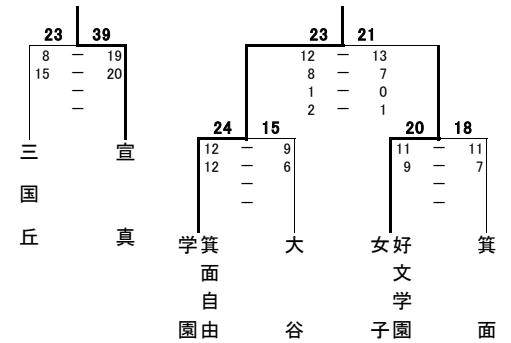 23 39
8 － 19
15 － 20
－
－
三国丘
宣真
23 21
12 － 13
8 － 7
1 － 0
2 － 1
24 15
12 － 9
12 － 6
－
－
20 18
11 － 11
9 － 7
－
－
箕面自由学園
大谷
好文学園女子
箕面